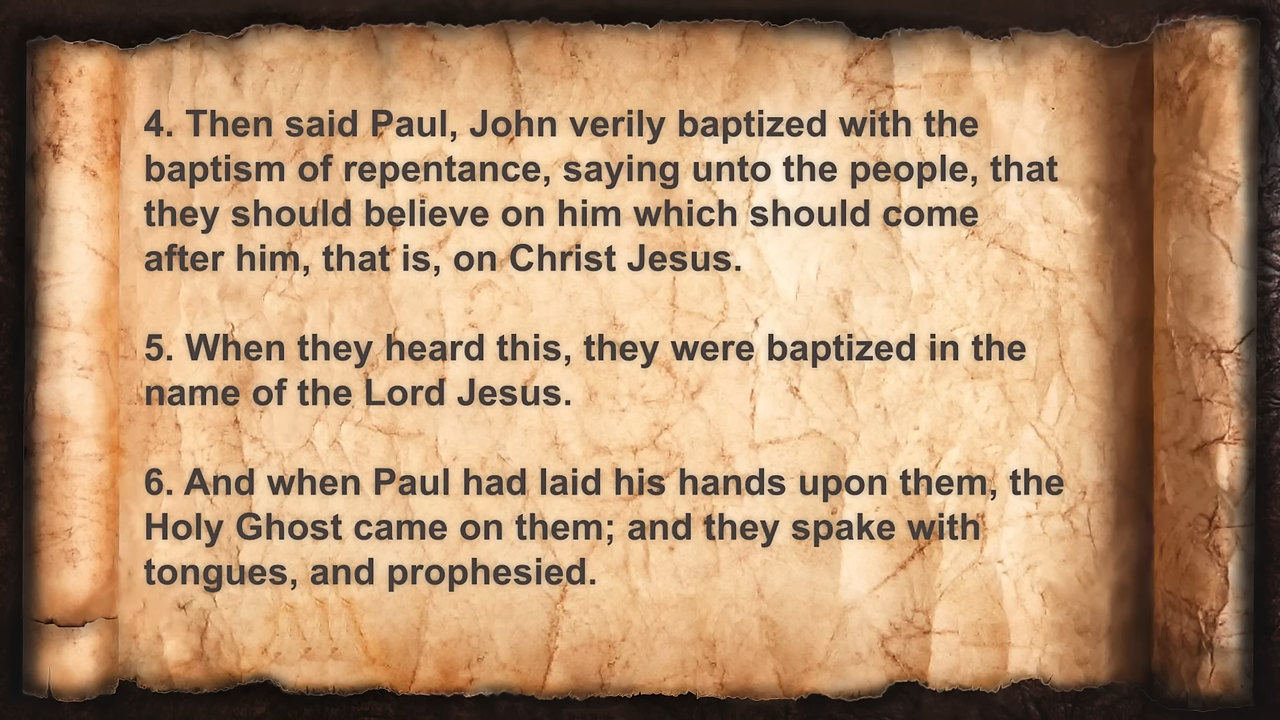 4. Then said Paul, John verily baptized with the
baptism of repentance, saying unto the people, that
they should believe on him which should come
after him, that is, on Christ Jesus.
5. When they heard this, they were baptized in the
name of the Lord Jesus.
6. And when Paul had laid his hands upon them, the
Holy Ghost came on them; and they spake with
tongues, and prophesied.